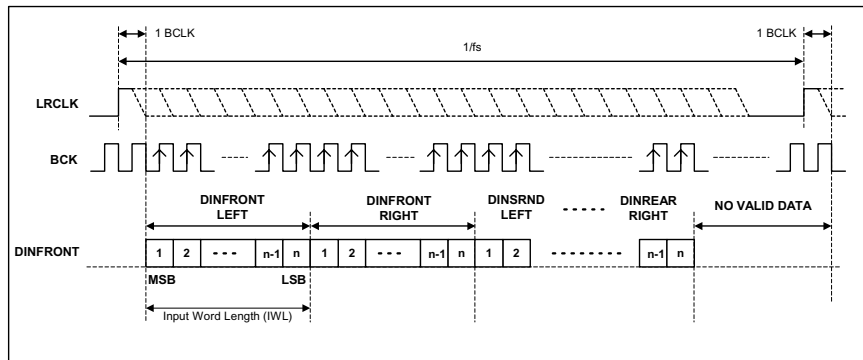 1 BCLK
1 BCLK
1/fs
LRCLK
BCK
DINFRONT LEFT
DINFRONT RIGHT
DINSRND LEFT
DINREAR RIGHT
NO VALID DATA
DINFRONT
1 2 n-1 n 1 2 n-1 n 1 2 n-1 n
MSB LSB
Input Word Length (IWL)